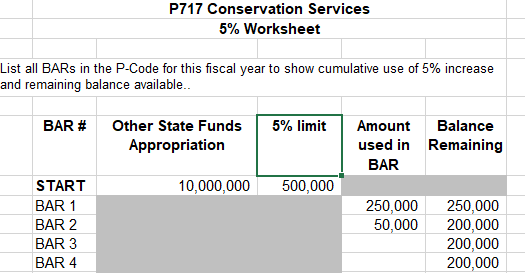 P717 Conservation Services
5% Worksheet
List all BARs in the P-Code for this fiscal year to show cumulative use of 5% increase
and remaining balance available..
BAR # Other State Funds 5% limit Amount Balance
Appropriation used in Remaining
BAR
START 10,000,000 500,000
BAR 1 250,000 250,000
BAR 2 50,000 200,000
BAR 3 200,000
BAR 4 200,000